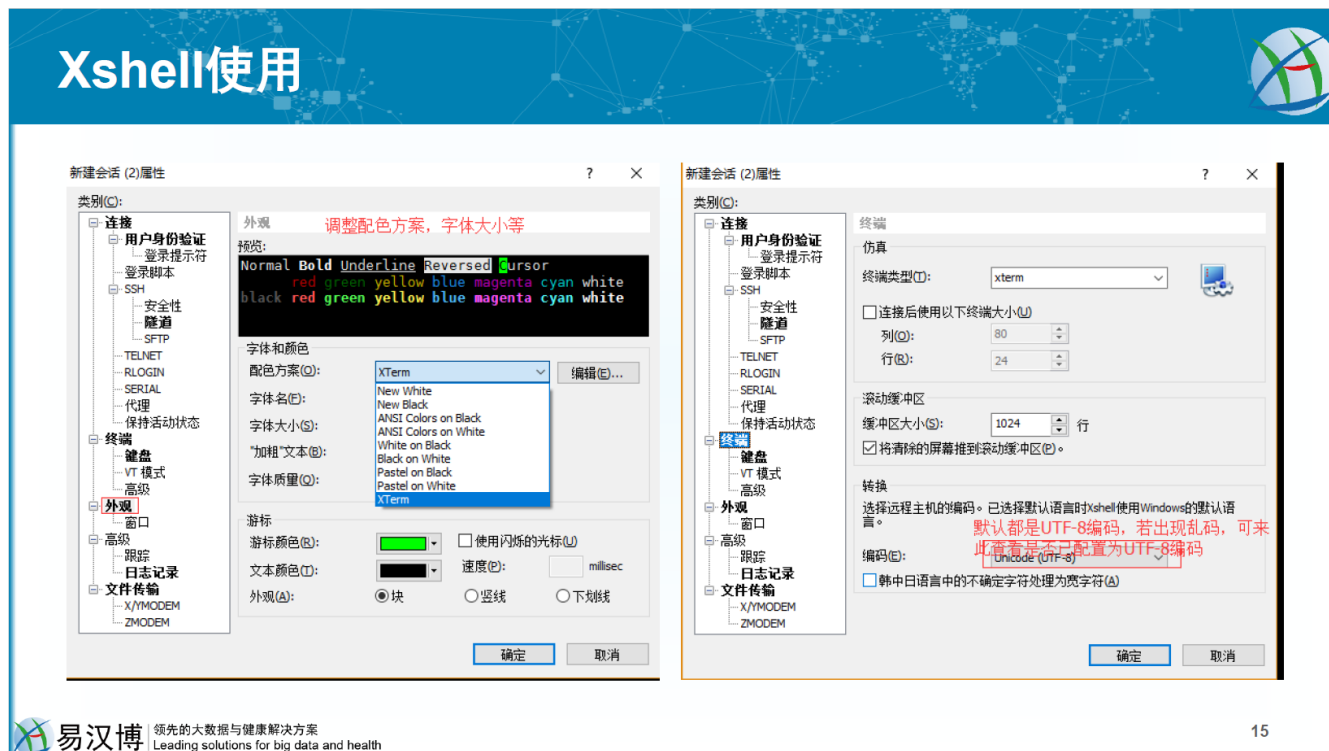 Xshell使用
新建会话 (2)属性
? ×
类别(C):
连接
用户身份验证
登录提示符
登录脚本
SSH
安全性
隧道
SFTP
TELNET
RLOGIN
SERIAL
代理
保持活动状态
终端
键盘
VT 模式
高级
外观
窗口
高级
跟踪
日志记录
文件传输
X/YMODEM
ZMODEM
外观
调整配色方案，字体大小等
预览:
Normal Bold Underline Reversed Cursor
red green yellow blue magenta cyan white
black red green yellow blue magenta cyan white
字体和颜色
配色方案(O): XTerm 编辑(E)...
New White
New Black
ANSI Colors on Black
ANSI Colors on White
White on Black
Black on White
Pastel on Black
Pastel on White
XTerm
字体名(F):
字体大小(S):
"加粗"文本(B):
字体质量(Q):
游标
游标颜色(R): 使用闪烁的光标(U)
文本颜色(T): 速度(P): millisec
外观(A): 块 竖线 下划线
确定 取消
新建会话 (2)属性
? ×
类别(C):
连接
用户身份验证
登录提示符
登录脚本
SSH
安全性
隧道
SFTP
TELNET
RLOGIN
SERIAL
代理
保持活动状态
终端
键盘
VT 模式
高级
外观
窗口
高级
跟踪
日志记录
文件传输
X/YMODEM
ZMODEM
终端
仿真
终端类型(T): xterm
连接后使用以下终端大小(U)
列(O): 80
行(R): 24
滚动缓冲区
缓冲区大小(S): 1024 行
将清除的屏幕推到滚动缓冲区(P)。
转换
选择远程主机的编码。已选择默认语言时Xshell使用Windows的默认语
言。
默认都是UTF-8编码，若出现乱码，可来
此查看是否已配置为UTF-8编码
编码(E): Unicode (UTF-8)
韩中日语言中的不确定字符处理为宽字符(A)
确定 取消
易汉博
领先的大数据与健康解决方案
Leading solutions for big data and health
15